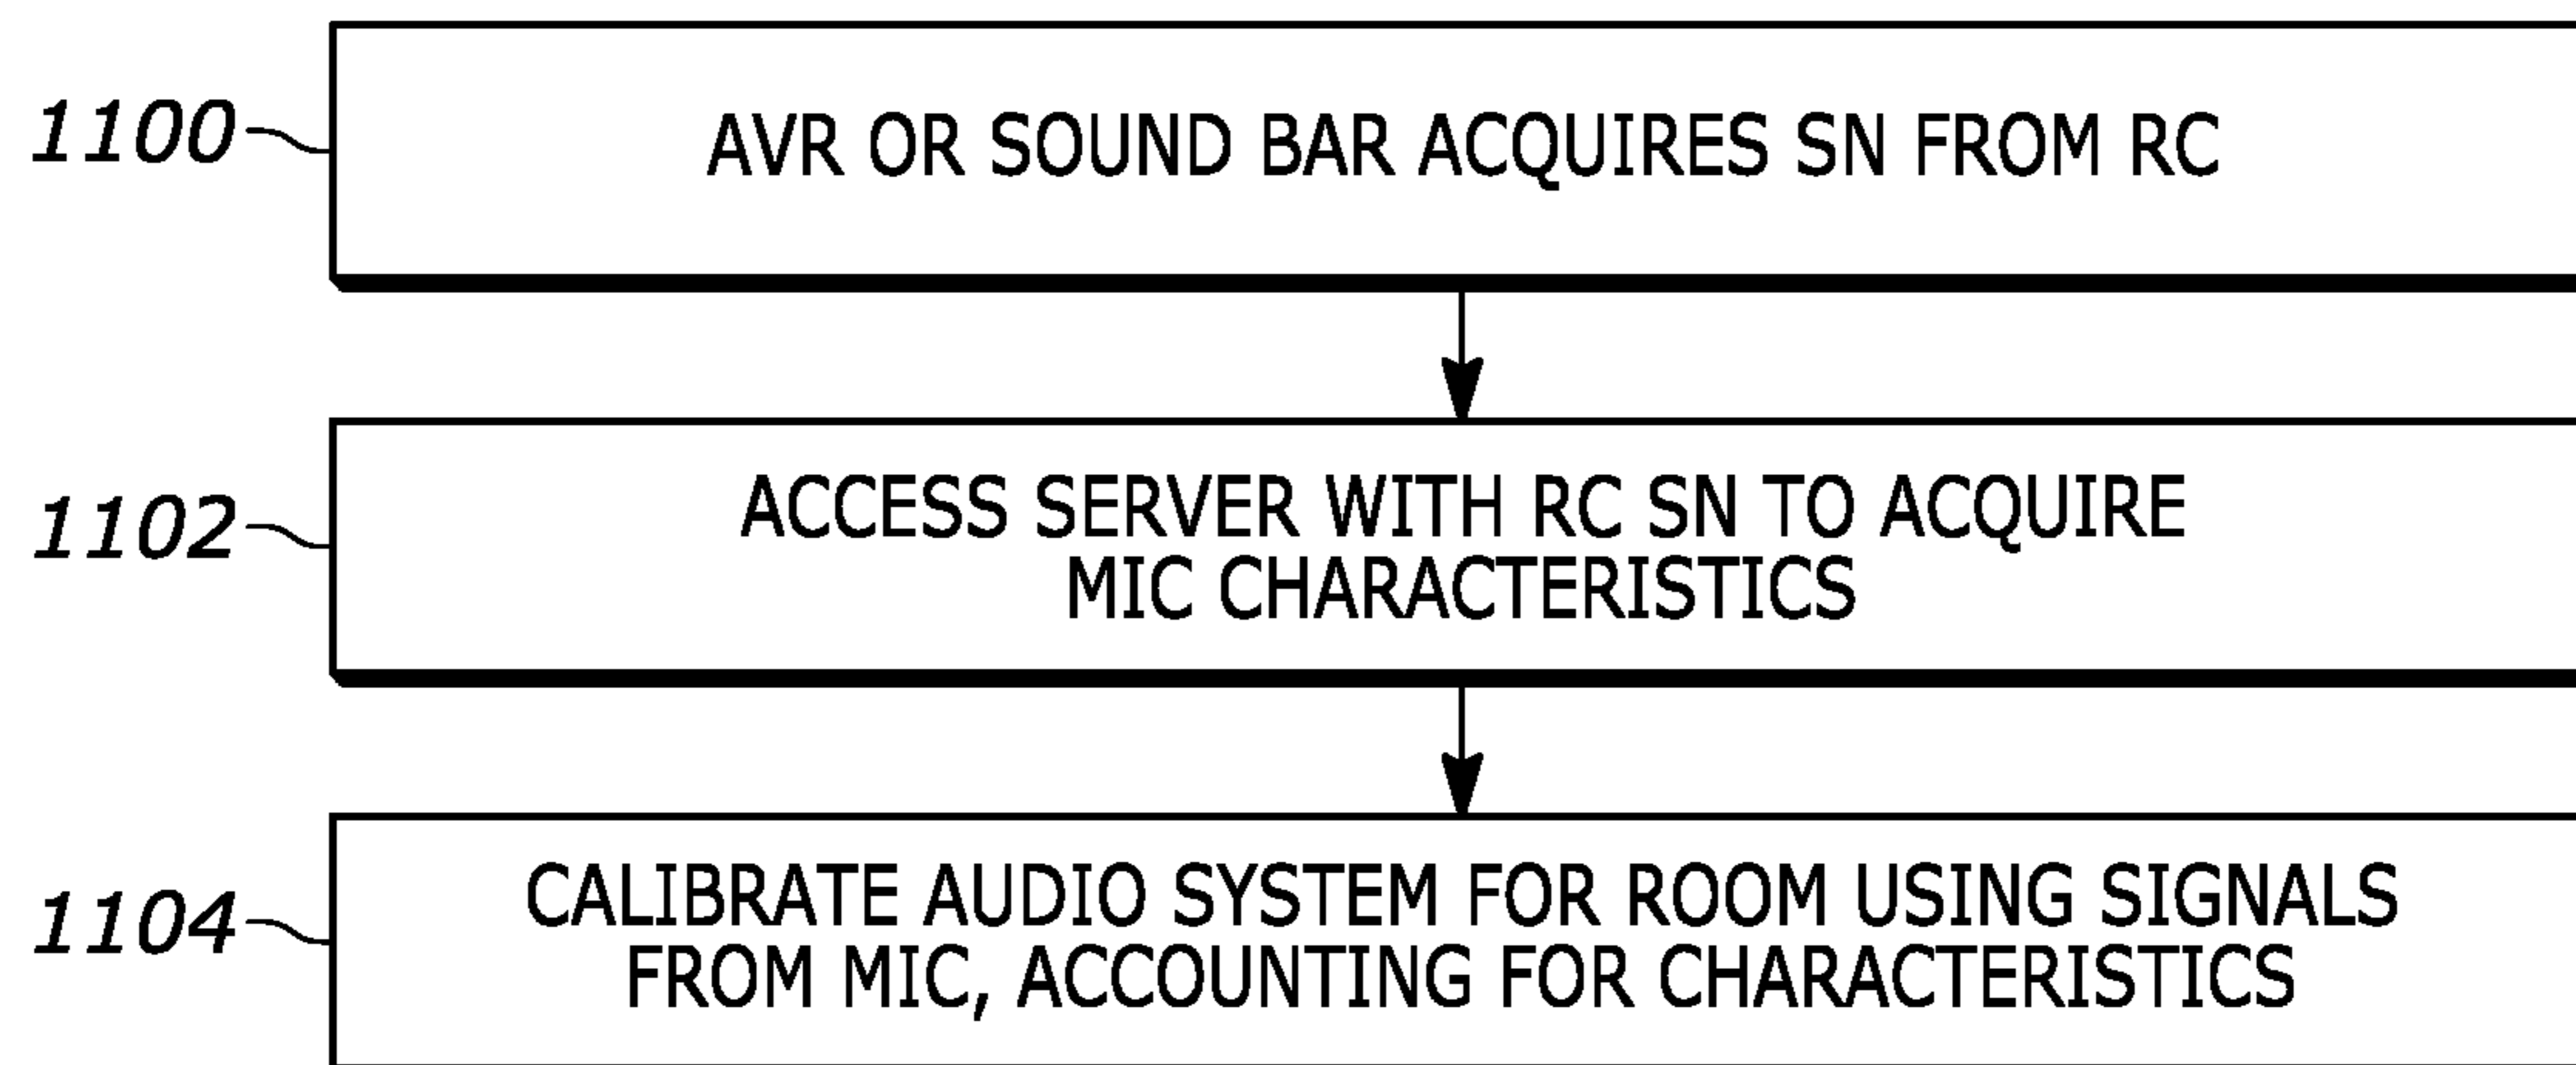 1100
AVR OR SOUND BAR ACQUIRES SN FROM RC
1102
ACCESS SERVER WITH RC SN TO ACQUIRE
MIC CHARACTERISTICS
1104
CALIBRATE AUDIO SYSTEM FOR ROOM USING SIGNALS
FROM MIC, ACCOUNTING FOR CHARACTERISTICS